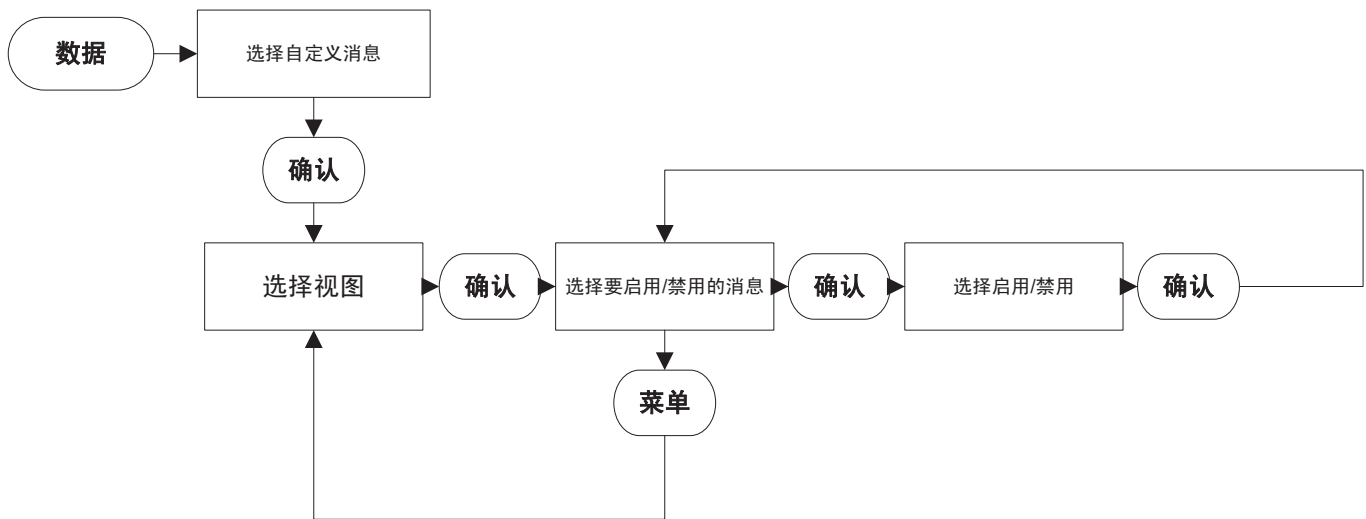 数据
选择自定义消息
确认
选择视图
确认
选择要启用/禁用的消息
确认
选择启用/禁用
确认
菜单